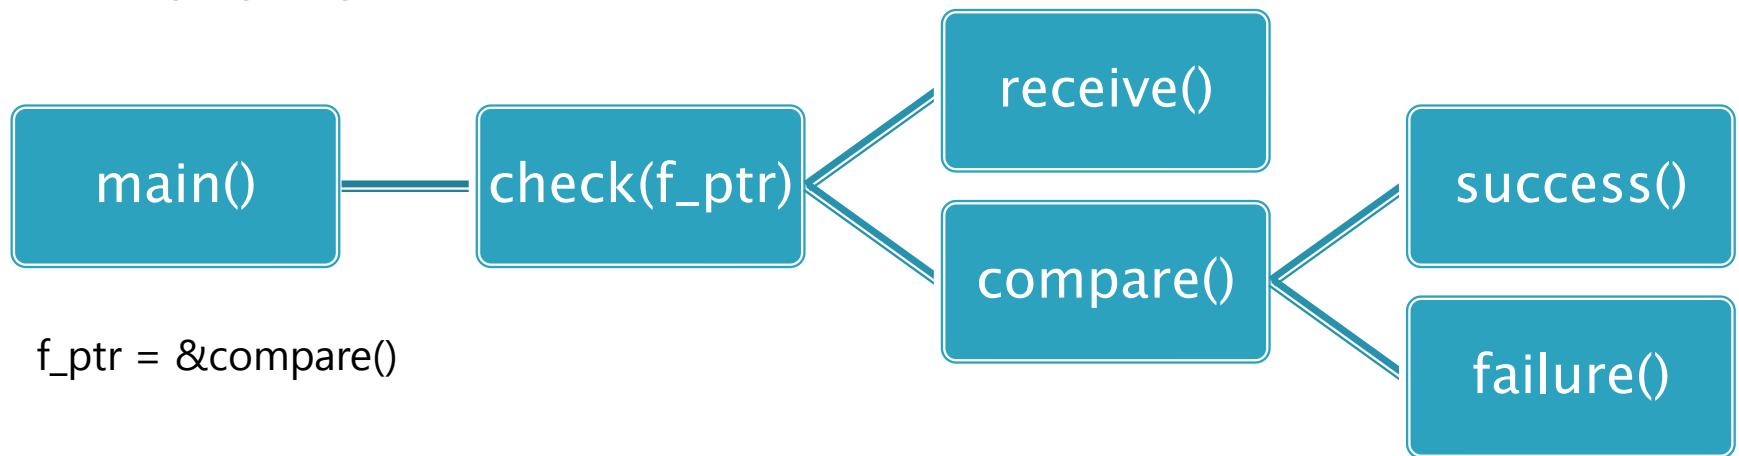 main()
check(f_ptr)
receive()
compare()
success()
failure()
f_ptr = &compare()